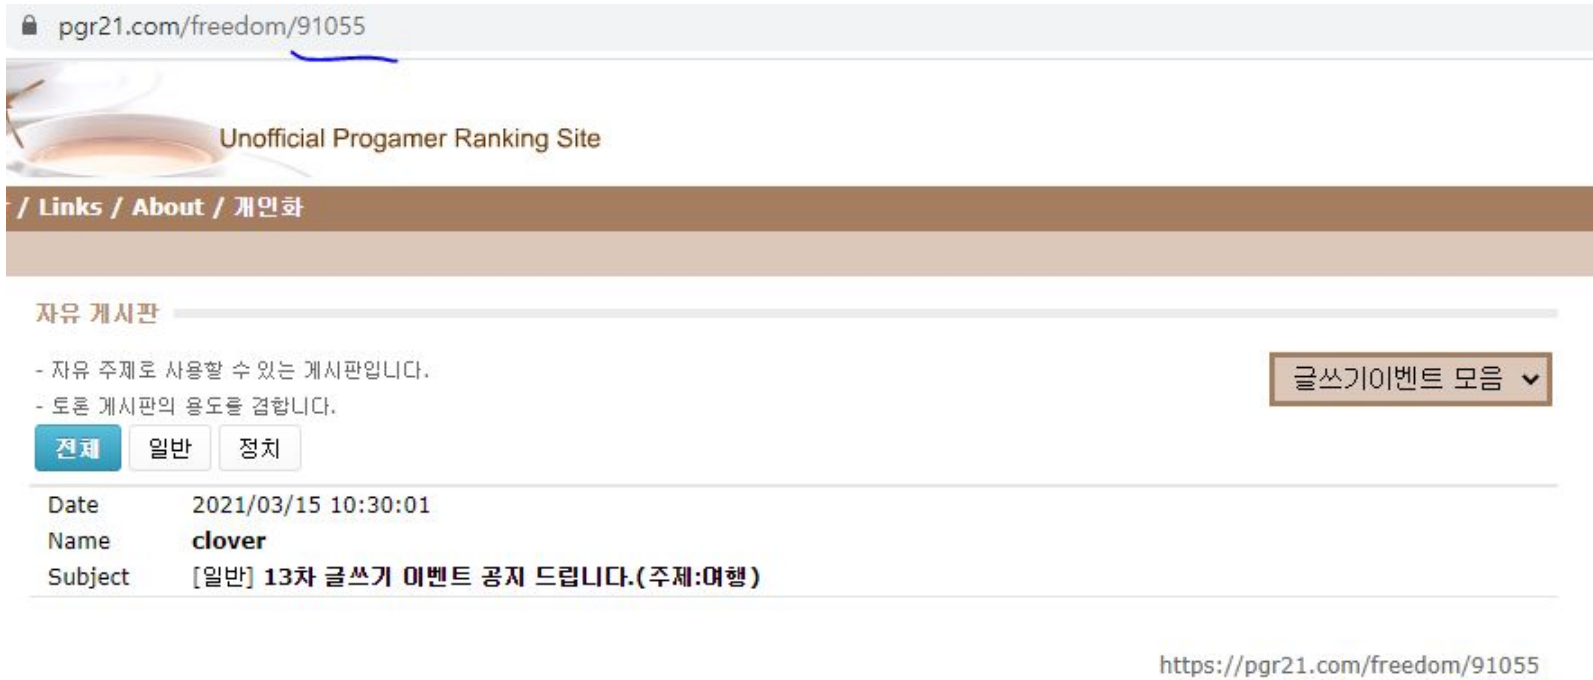 pgr21.com/freedom/91055
Unofficial Progamer Ranking Site
/ Links / About / 개인화
자유 게시판
- 자유 주제로 사용할 수 있는 게시판입니다.
글쓰기이벤트 모음
- 토론 게시판의 용도를 겸합니다.
전체 일반 정치
Date 2021/03/15 10:30:01
Name clover
Subject [일반] 13차 글쓰기 이벤트 공지 드립니다.(주제:여행)
https://pgr21.com/freedom/91055